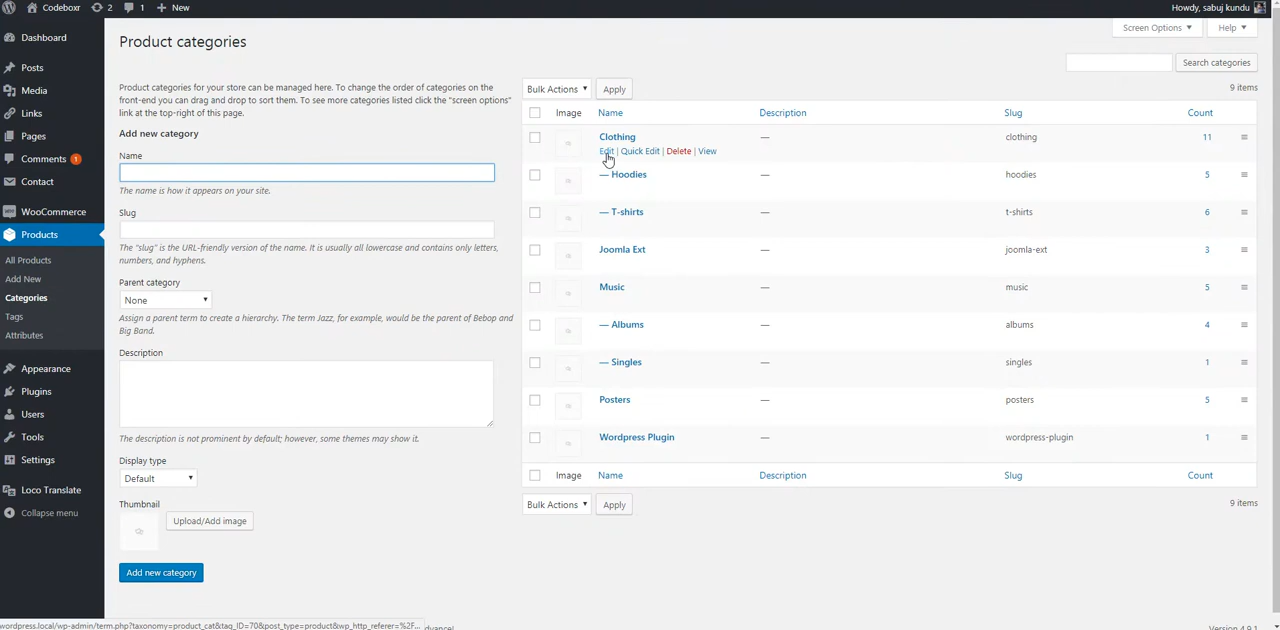 Codeboxr 2 1 New Howdy, sabuj kundu
Screen Options Help
Dashboard
Posts
Media
Links
Pages
Comments 1
Contact
WooCommerce
Products
All Products
Add New
Categories
Tags
Attributes
Appearance
Plugins
Users
Tools
Settings
Loco Translate
Collapse menu
Product categories
Product categories for your store can be managed here. To change the order of categories on the
front-end you can drag and drop to sort them. To see more categories listed click the "screen options"
link at the top-right of this page.
Add new category
Name
The name is how it appears on your site.
Slug
The “slug” is the URL-friendly version of the name. It is usually all lowercase and contains only letters,
numbers, and hyphens.
Parent category
None
Assign a parent term to create a hierarchy. The term Jazz, for example, would be the parent of Bebop and
Big Band.
Description
The description is not prominent by default; however, some themes may show it.
Display type
Default
Thumbnail
Upload/Add image
Add new category
Search categories
Bulk Actions Apply 9 items
Image Name Description Slug Count
Clothing — clothing 11
Edit | Quick Edit | Delete | View
— Hoodies — hoodies 5
— T-shirts — t-shirts 6
Joomla Ext — joomla-ext 3
Music — music 5
— Albums — albums 4
— Singles — singles 1
Posters — posters 5
Wordpress Plugin — wordpress-plugin 1
Image Name Description Slug Count
Bulk Actions Apply 9 items
wordpress.local/wp-admin/term.php?taxonomy=product_cat&tag_ID=70&post_type=product&wp_http_referer=%2F...
Version 4.9.1